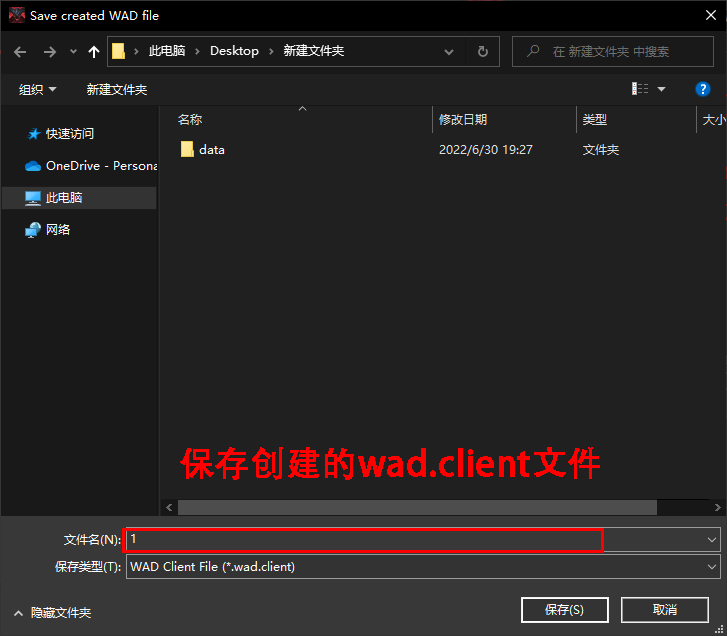 Save created WAD file
此电脑 › Desktop › 新建文件夹
在 新建文件夹 中搜索
组织 新建文件夹
名称 修改日期 类型 大小
快速访问
data 2022/6/30 19:27 文件夹
OneDrive - Persona
此电脑
网络
保存创建的wad.client文件
文件名(N): 1
保存类型(T): WAD Client File (*.wad.client)
隐藏文件夹 保存(S) 取消